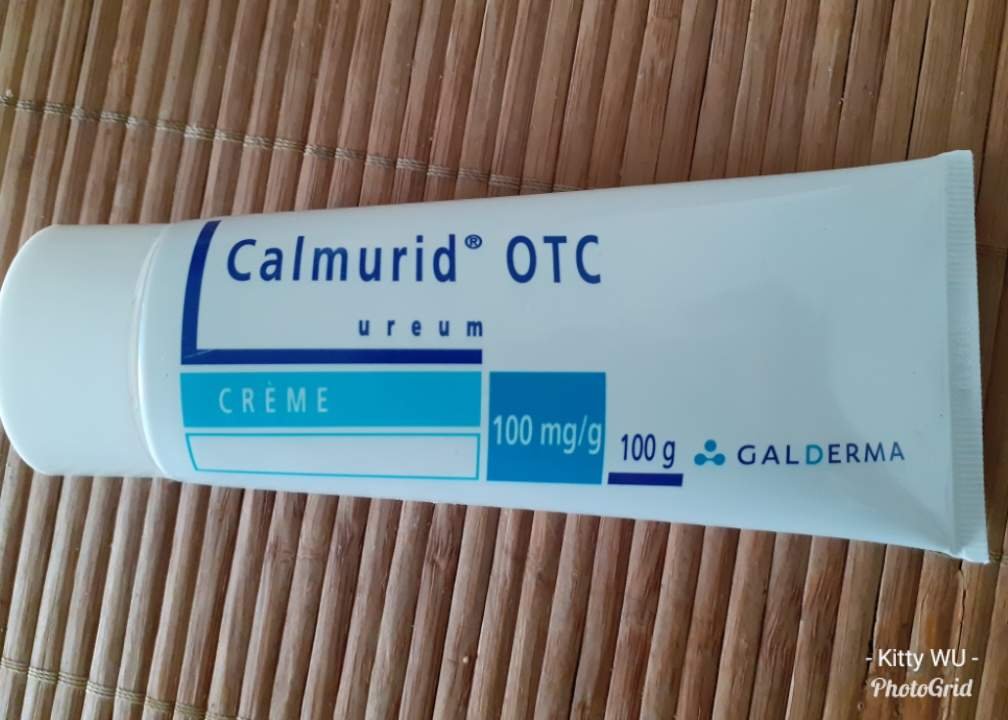 Calmurid® OTC
ureum
CRÈME
100 mg/g
100 g
GALDERMA
- Kitty WU -
PhotoGrid